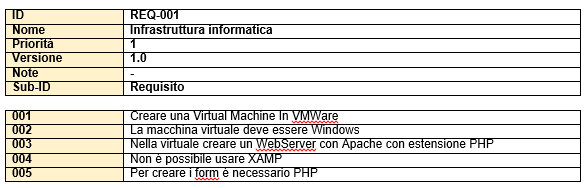 ID REQ-001
Nome Infrastruttura informatica
Priorità 1
Versione 1.0
Note -
Sub-ID Requisito
001 Creare una Virtual Machine In VMWare
002 La macchina virtuale deve essere Windows
003 Nella virtuale creare un WebServer con Apache con estensione PHP
004 Non è possibile usare XAMP
005 Per creare i form è necessario PHP